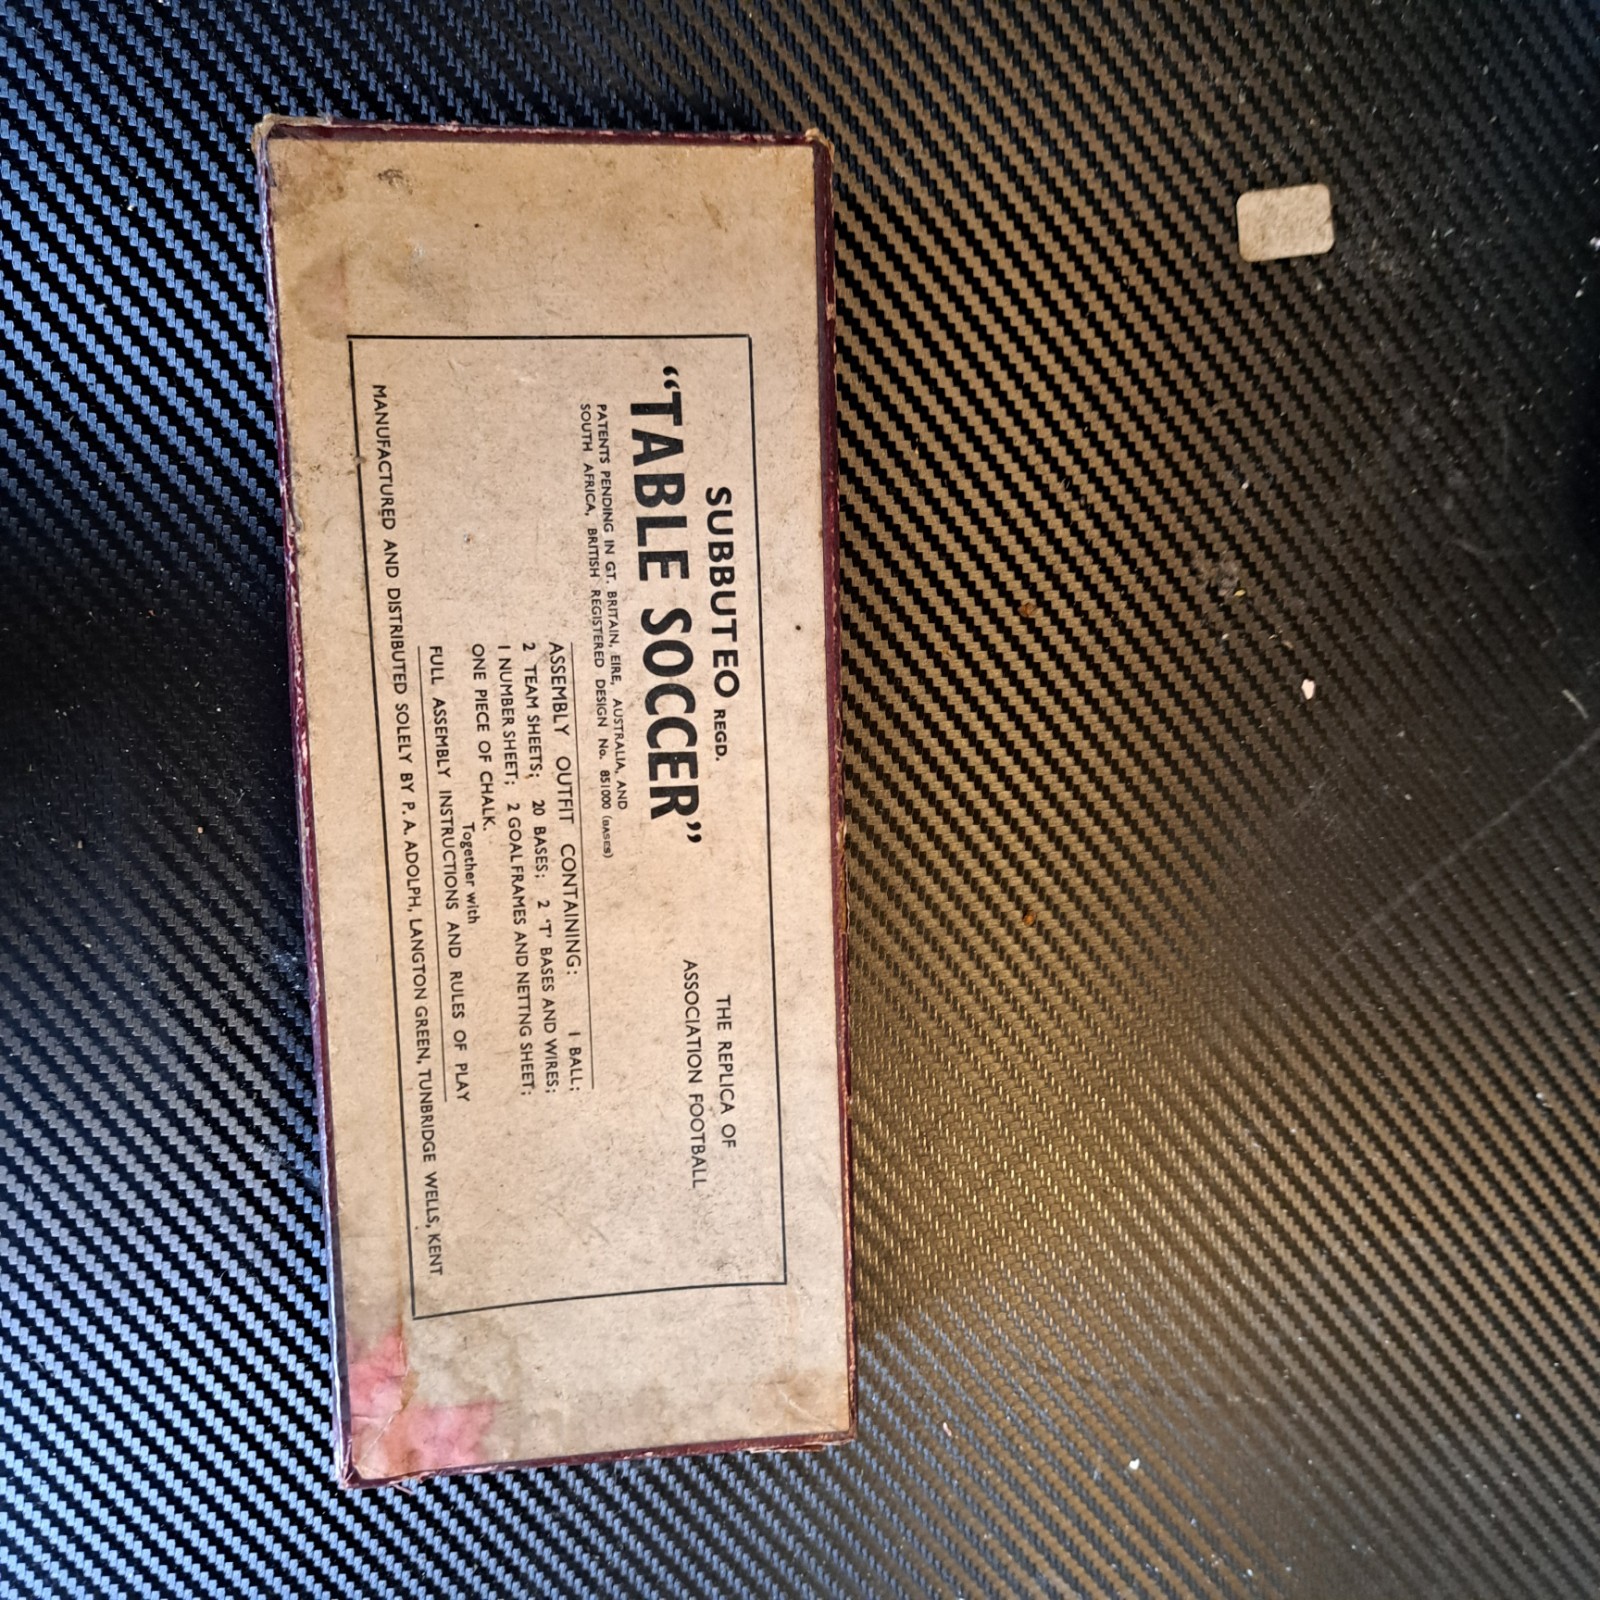 SUBBUTEO REGD.
"TABLE SOCCER"
THE REPLICA OF
ASSOCIATION FOOTBALL
PATENTS PENDING IN GT. BRITAIN, EIRE, AUSTRALIA, AND
SOUTH AFRICA, BRITISH REGISTERED DESIGN No. 851000 (BASES)
ASSEMBLY OUTFIT CONTAINING: 1 BALL;
2 TEAM SHEETS; 20 BASES; 2 'T' BASES AND WIRES;
1 NUMBER SHEET; 2 GOAL FRAMES AND NETTNG SHEET;
ONE PIECE OF CHALK.
Together with
FULL ASSEMBLY INSTRUCTIONS AND RULES OF PLAY
MANUFACTURED AND DISTRIBUTED SOLELY BY P. A. ADOLPH, LANGTON GREEN, TUNBRIDGE WELLS, KENT